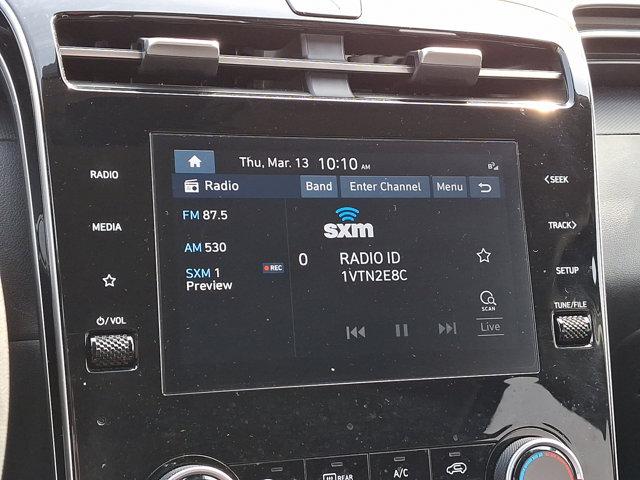 Thu, Mar. 13 10:10 AM
RADIO
Radio
Band
Enter Channel
Menu
<SEEK
FM 87.5
MEDIA
AM 530
SXM 1
Preview
REC
sxm
0
RADIO ID
1VTN2E8C
TRACK>
SETUP
SCAN
Live
/VOL
TUNE/FILE
REAR
A/C